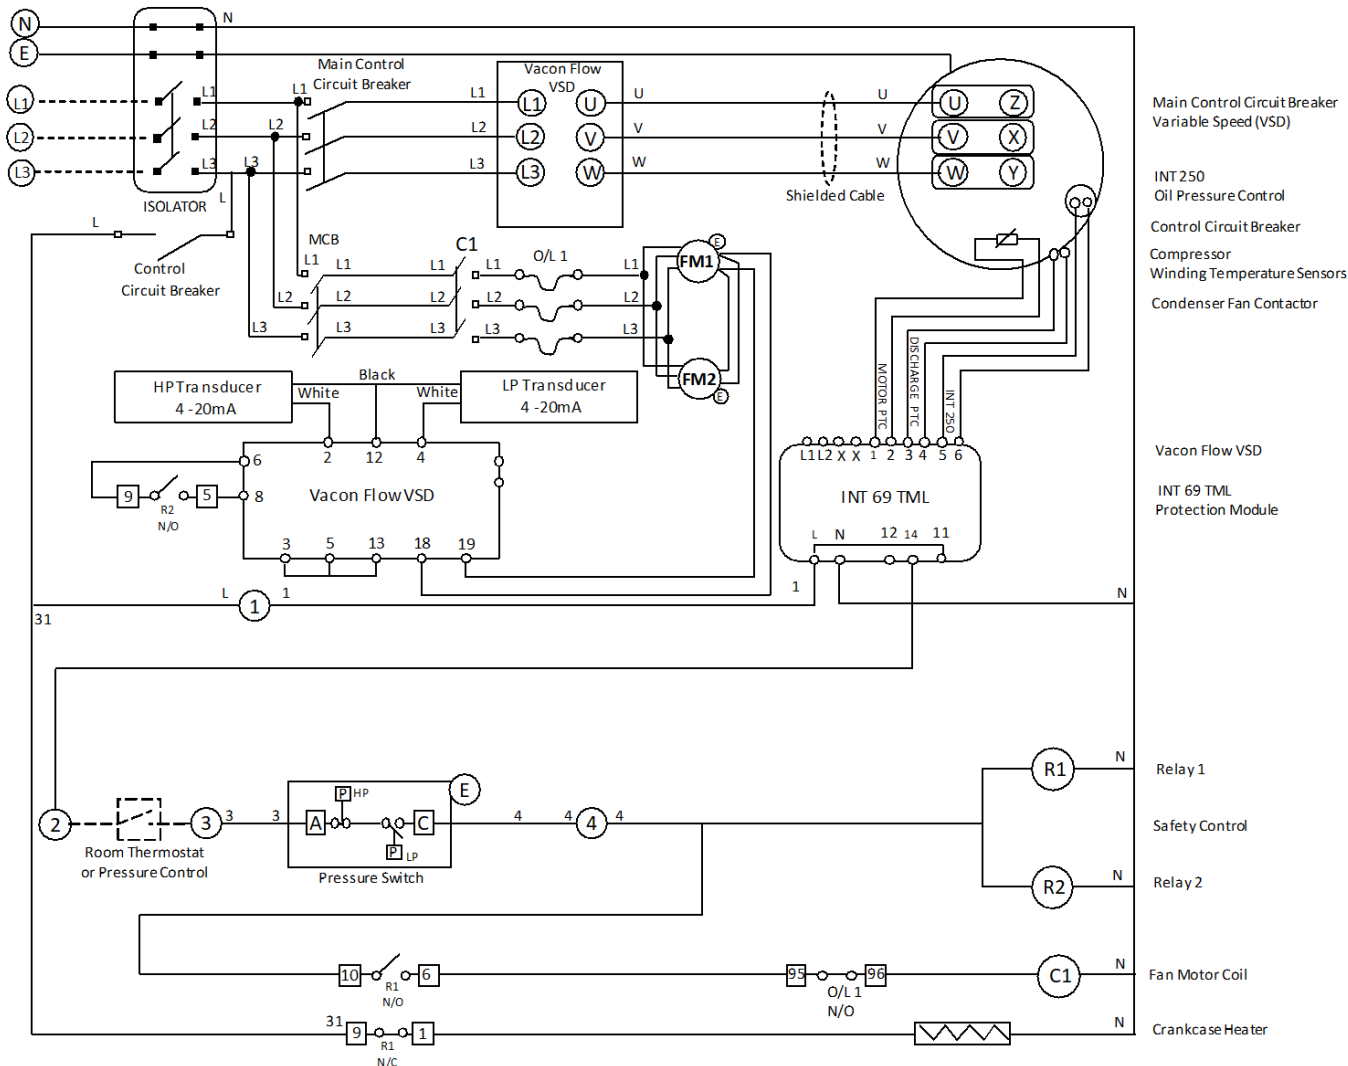 N
N
E
Main Control
Circuit Breaker
Vacon Flow
VSD
L1
L1
L1
L1
L1
U
U
U
U
Z
Main Control Circuit Breaker
Variable Speed (VSD)
L2
L2
L2
L2
L2
V
V
V
V
X
L3
L3
L3
L3
L3
W
W
W
W
Y
INT 250
Oil Pressure Control
Shielded Cable
ISOLATOR
L
L
Control
Circuit Breaker
Control Circuit Breaker
MCB
C1
O/L 1
E
FM1
Compressor
Winding Temperature Sensors
L1
L1
L1
L1
L1
L2
L2
L2
L2
L2
Condenser Fan Contactor
L3
L3
L3
L3
L3
E
FM2
HP Transducer
4 -20mA
Black
White
White
LP Transducer
4 -20mA
MOTOR PTC
DISCHARGE PTC
INT 250
6
2
12
4
L1 L2 X X 1 2 3 4 5 6
Vacon Flow VSD
9
5
8
R2
N/O
Vacon Flow VSD
INT 69 TML
INT 69 TML
Protection Module
3
5
13
18
19
L
N
12
14
11
L
1
1
1
N
31
R1
N
Relay 1
2
3
3
3
A
P
HP
P
LP
C
E
4
4
4
4
Safety Control
Room Thermostat
or Pressure Control
Pressure Switch
R2
N
Relay 2
10
R1
N/O
6
95
O/L 1
N/O
96
C1
N
Fan Motor Coil
31
9
R1
N/C
1
N
Crankcase Heater